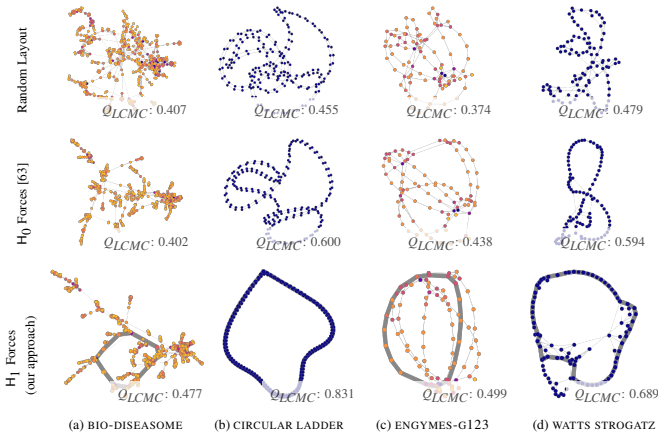 Random Layout
Q_LCMC: 0.407
Q_LCMC: 0.455
Q_LCMC: 0.374
Q_LCMC: 0.479
H0 Forces [63]
Q_LCMC: 0.402
Q_LCMC: 0.600
Q_LCMC: 0.438
Q_LCMC: 0.594
H1 Forces
(our approach)
Q_LCMC: 0.477
Q_LCMC: 0.831
Q_LCMC: 0.499
Q_LCMC: 0.689
(a) BIO-DISEASOME
(b) CIRCULAR LADDER
(c) ENGYMES-G123
(d) WATTS STROGATZ